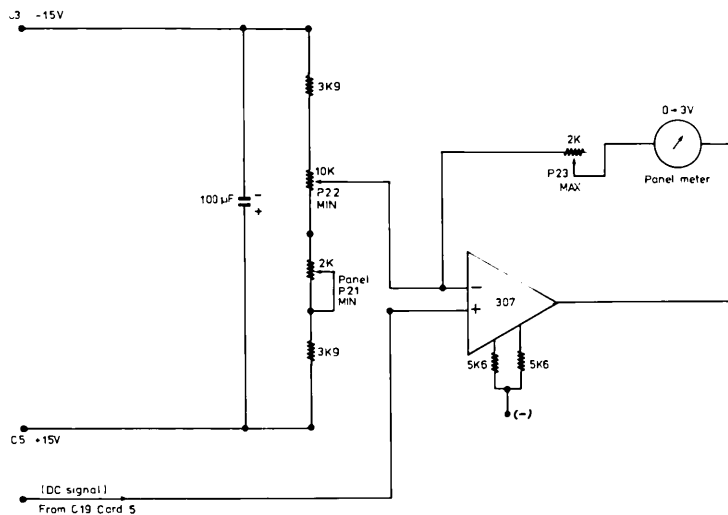 C3 -15V
0→3V
3K9
2K
P23
MAX
Panel meter
10K
P22
MIN
100µF
-
+
2K
Panel
P21
MIN
-
+
307
3K9
5K6
5K6
(-)
C5 +15V
(DC signal)
From C19 Card 5